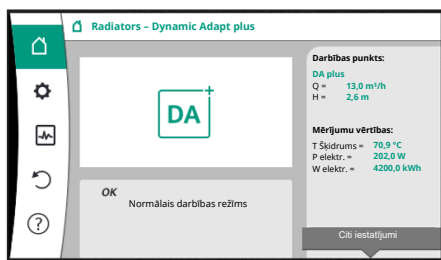 Radiators – Dynamic Adapt plus
DA+
OK
Normālais darbības režīms
Darbības punkts:
DA plus
Q = 13,0 m³/h
H = 2,6 m
Mērījumu vērtības:
T Šķidrums = 70,9 °C
P elektr. = 202,0 W
W elektr. = 4200,0 kWh
Citi iestatījumi
?